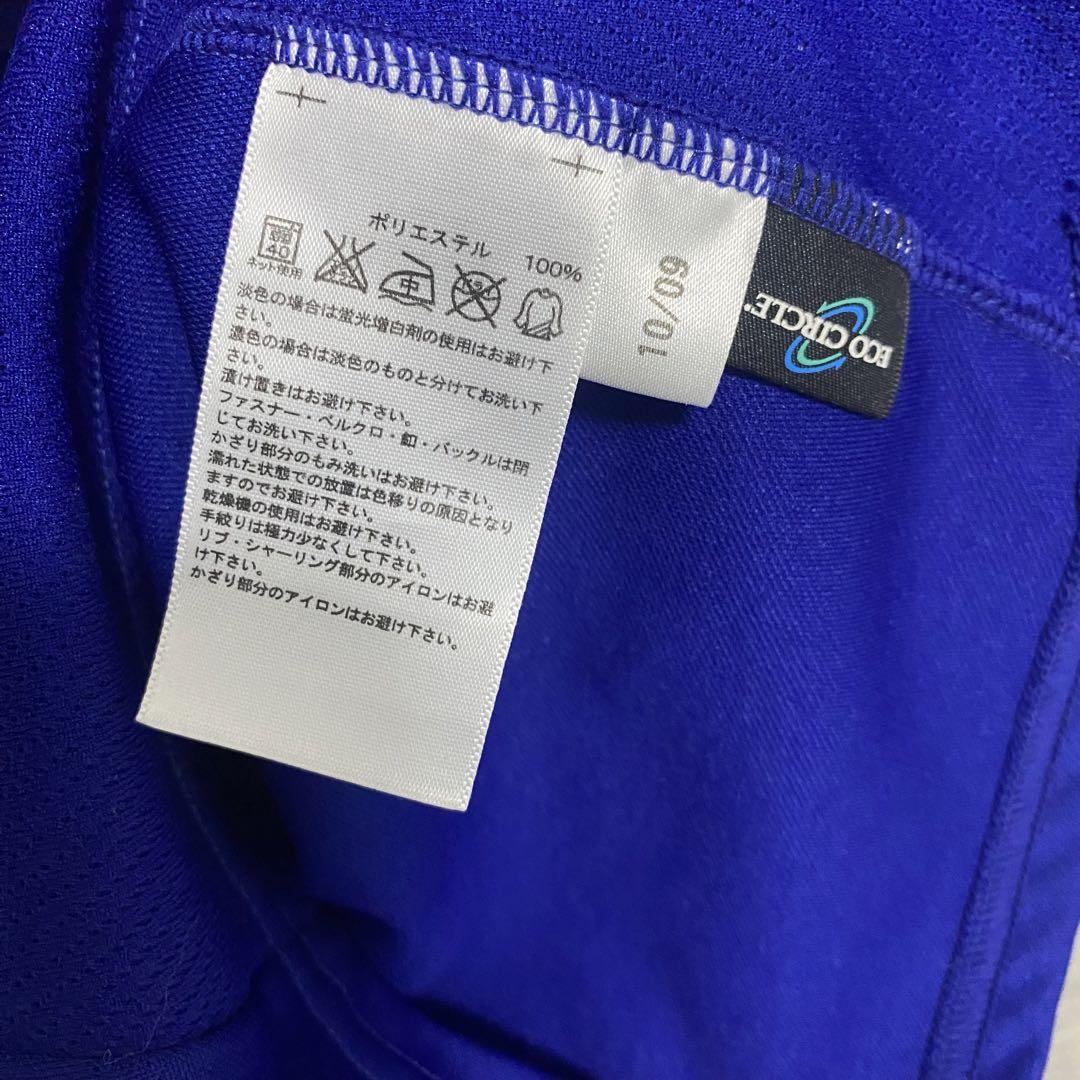 ポリエステル 100%
弱
40
ネット使用
中
淡色の場合は蛍光増白剤の使用はお避け下
さい。
濃色の場合は淡色のものと分けてお洗い下
さい。
漬け置きはお避け下さい。
ファスナー・ベルクロ・釦・バックルは閉
じてお洗い下さい。
かざり部分のもみ洗いはお避け下さい。
濡れた状態での放置は色移りの原因となり
ますのでお避け下さい。
乾燥機の使用はお避け下さい。
手絞りは極力少なくして下さい。
リブ・シャーリング部分のアイロンはお避
け下さい。
かざり部分のアイロンはお避け下さい。
10/09
ECO CIRCLE